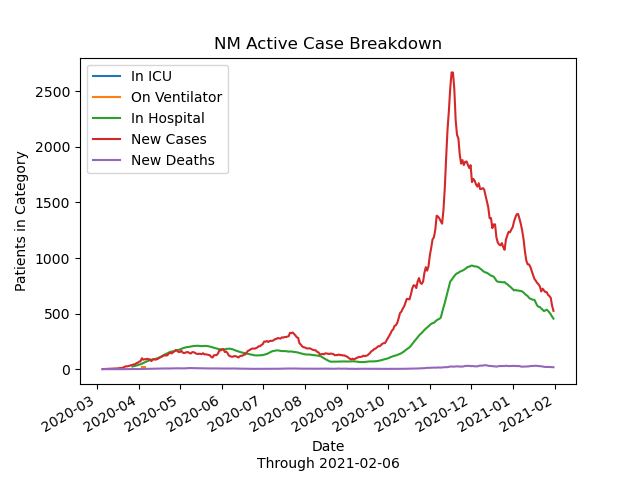 NM Active Case Breakdown
In ICU
On Ventilator
In Hospital
New Cases
New Deaths
Patients in Category
2500
2000
1500
1000
500
0
2020-03 2020-04 2020-05 2020-06 2020-07 2020-08 2020-09 2020-10 2020-11 2020-12 2021-01 2021-02
Date
Through 2021-02-06